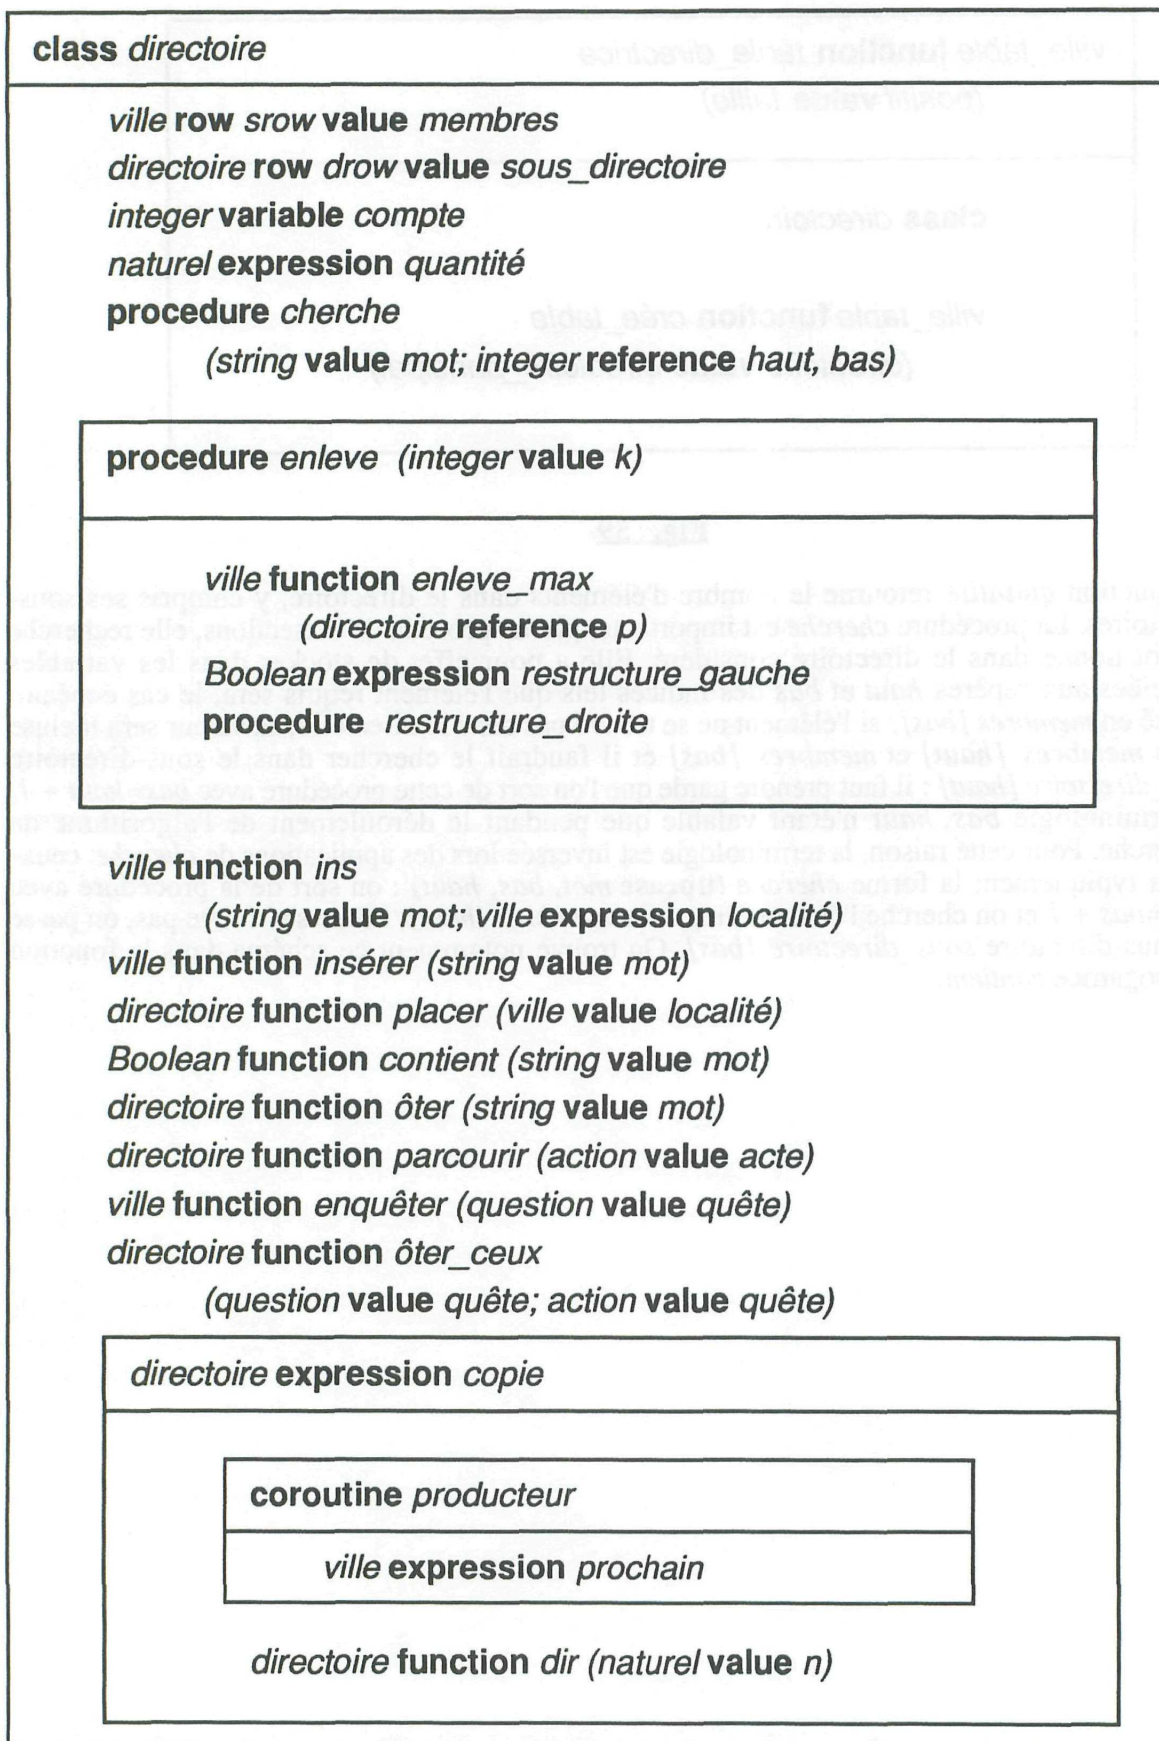 class directoire
ville row srow value membres
directoire row drow value sous_directoire
integer variable compte
naturel expression quantité
procedure cherche
(string value mot; integer reference haut, bas)
procedure enleve (integer value k)
ville function enleve_max
(directoire reference p)
Boolean expression restructure_gauche
procedure restructure_droite
ville function ins
(string value mot; ville expression localité)
ville function insérer (string value mot)
directoire function placer (ville value localité)
Boolean function contient (string value mot)
directoire function ôter (string value mot)
directoire function parcourir (action value acte)
ville function enquêter (question value quête)
directoire function ôter_ceux
(question value quête; action value quête)
directoire expression copie
coroutine producteur
ville expression prochain
directoire function dir (naturel value n)